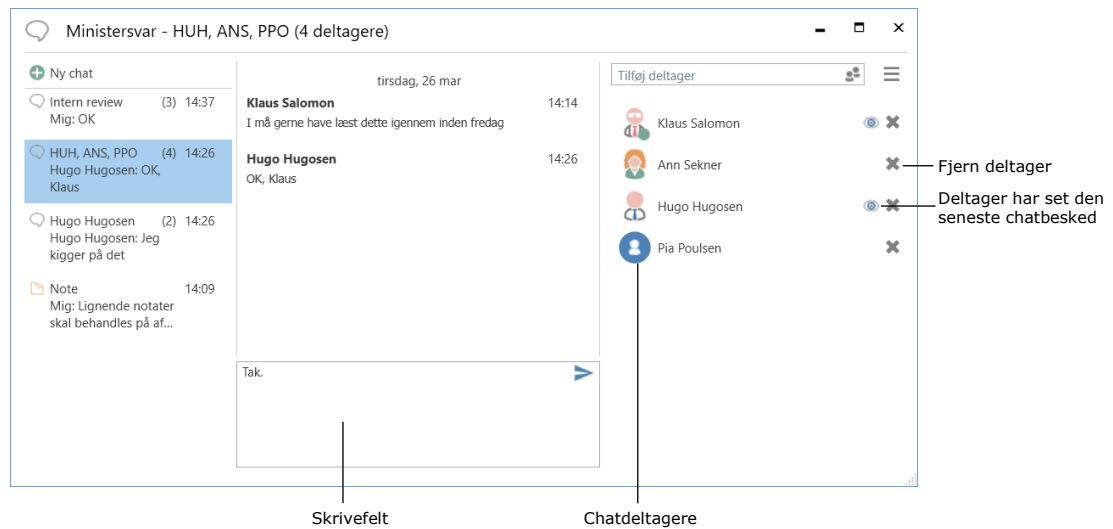 Ministersvar - HUH, ANS, PPO (4 deltagere)
Ny chat
Intern review (3) 14:37
Mig: OK
HUH, ANS, PPO (4) 14:26
Hugo Hugosen: OK,
Klaus
Hugo Hugosen (2) 14:26
Hugo Hugosen: Jeg
kigger på det
Note 14:09
Mig: Lignende notater
skal behandles på af...
tirsdag, 26 mar
Klaus Salomon 14:14
I må gerne have læst dette igennem inden fredag
Hugo Hugosen 14:26
OK, Klaus
Tak.
Tilføj deltager
Klaus Salomon
Ann Sekner
Hugo Hugosen
Pia Poulsen
Fjern deltager
Deltager har set den
seneste chatbesked
Skrivefelt
Chatdeltagere